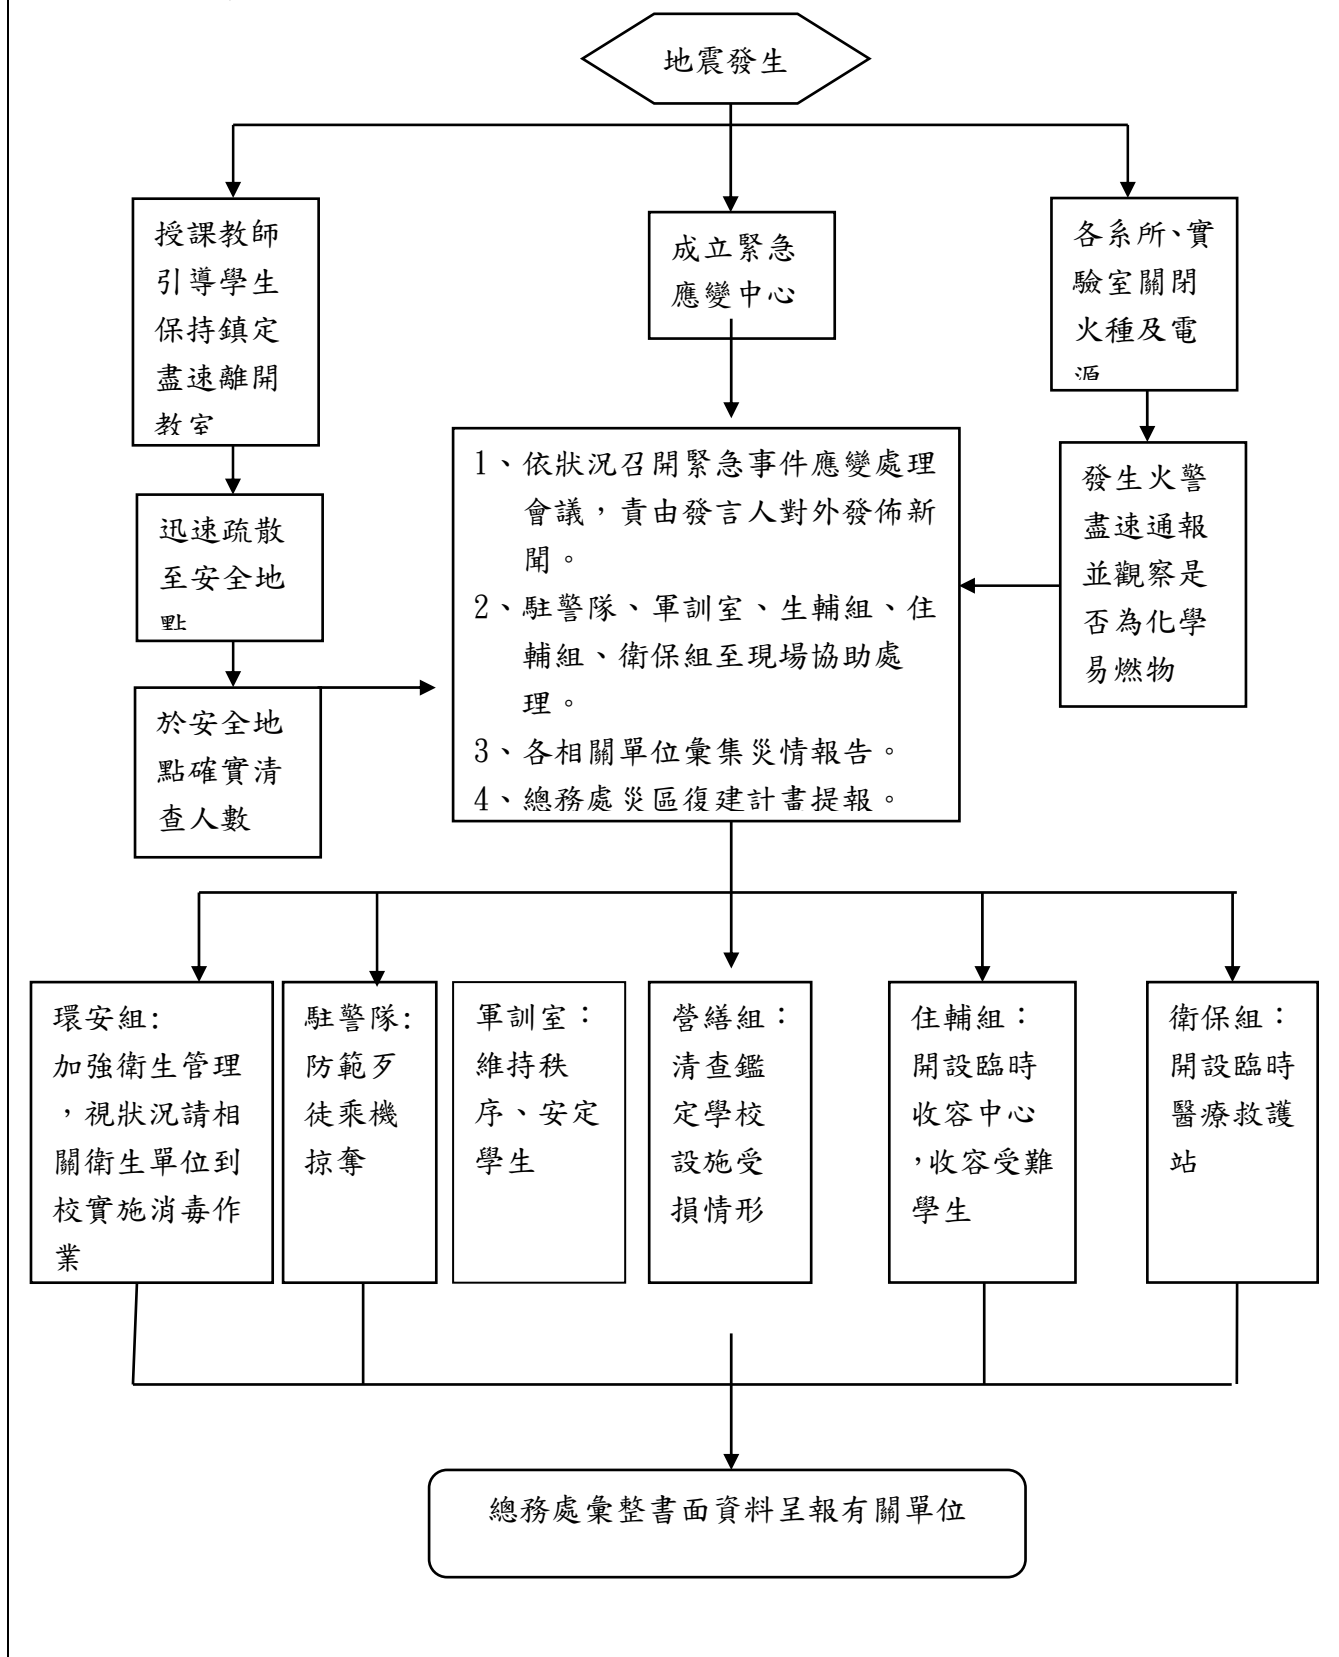 地震發生
授課教師
引導學生
保持鎮定
盡速離開
教室
成立緊急
應變中心
各系所、實
驗室關閉
火種及電
源
迅速疏散
至安全地
點
於安全地
點確實清
查人數
1、依狀況召開緊急事件應變處理
會議，責由發言人對外發佈新
聞。
2、駐警隊、軍訓室、生輔組、住
輔組、衛保組至現場協助處
理。
3、各相關單位彙集災情報告。
4、總務處災區復建計書提報。
發生火警
盡速通報
並觀察是
否為化學
易燃物
環安組:
加強衛生管理
，視狀況請相
關衛生單位到
校實施消毒作
業
駐警隊:
防範歹
徒乘機
掠奪
軍訓室：
維持秩
序、安定
學生
營繕組：
清查鑑
定學校
設施受
損情形
住輔組：
開設臨時
收容中心
，收容受難
學生
衛保組：
開設臨時
醫療救護
站
總務處彙整書面資料呈報有關單位